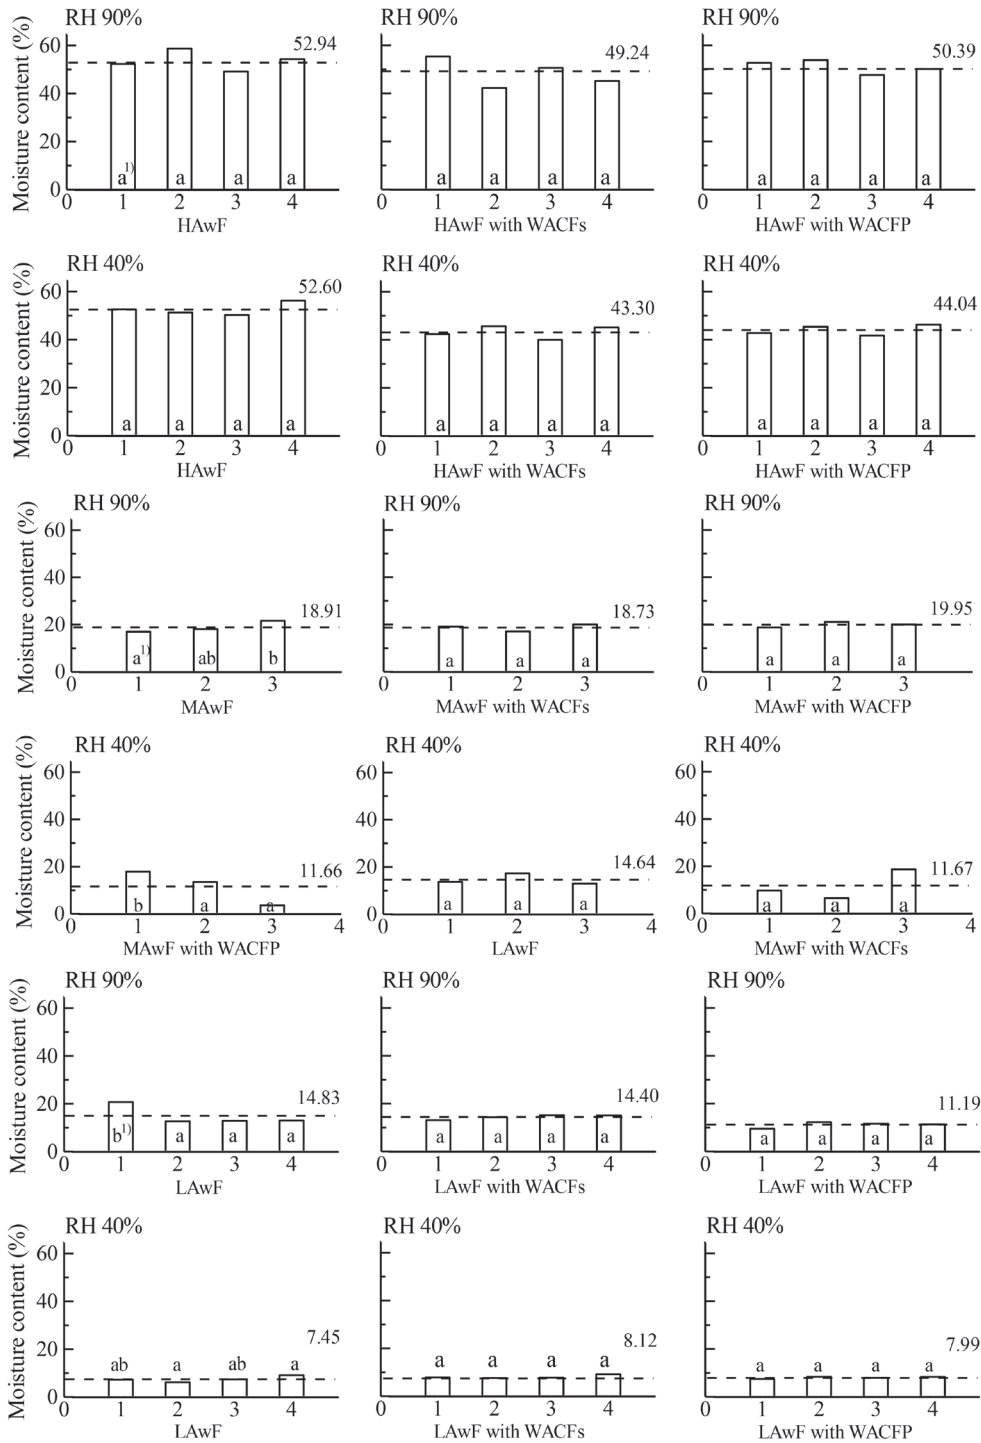 RH 90% RH 90% RH 90%
Moisture content (%)
60
40
20
0
52.94
49.24
50.39
a1) a a a
a a a a
a a a a
0 1 2 3 4
0 1 2 3 4
0 1 2 3 4
HAwF
HAwF with WACFs
HAwF with WACFP
RH 40% RH 40% RH 40%
Moisture content (%)
60
40
20
0
52.60
43.30
44.04
a a a a
a a a a
a a a a
0 1 2 3 4
0 1 2 3 4
0 1 2 3 4
HAwF
HAwF with WACFs
HAwF with WACFP
RH 90% RH 90% RH 90%
Moisture content (%)
60
40
20
0
18.91
18.73
19.95
a1) ab b
a a a
a a a
0 1 2 3
0 1 2 3
0 1 2 3
MAwF
MAwF with WACFs
MAwF with WACFP
RH 40% RH 40% RH 40%
Moisture content (%)
60
40
20
0
11.66
b a a
1 2 3 4
MAwF with WACFP
60
40
20
0
14.64
a a a
1 2 3 4
LAwF
60
40
20
0
11.67
a a a
1 2 3 4
MAwF with WACFs
RH 90% RH 90% RH 90%
Moisture content (%)
60
40
20
0
14.83
14.40
11.19
b1) a a a
a a a a
a a a a
0 1 2 3 4
0 1 2 3 4
0 1 2 3 4
LAwF
LAwF with WACFs
LAwF with WACFP
RH 40% RH 40% RH 40%
Moisture content (%)
60
40
20
0
7.45
8.12
7.99
ab a ab a
a a a a
a a a a
0 1 2 3 4
0 1 2 3 4
0 1 2 3 4
LAwF
LAwF with WACFs
LAwF with WACFP